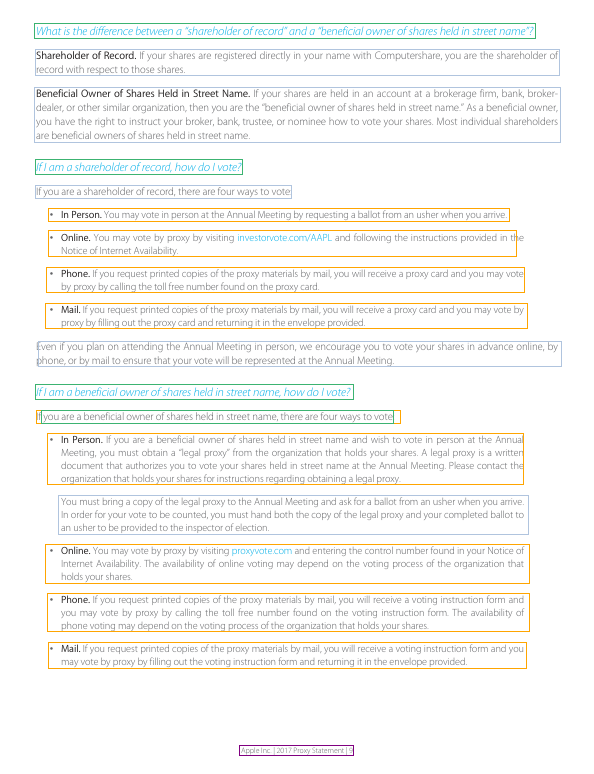 What is the difference between a “shareholder of record” and a “beneficial owner of shares held in street name”?
Shareholder of Record. If your shares are registered directly in your name with Computershare, you are the shareholder of
record with respect to those shares.
Beneficial Owner of Shares Held in Street Name. If your shares are held in an account at a brokerage firm, bank, broker-
dealer, or other similar organization, then you are the “beneficial owner of shares held in street name.” As a beneficial owner,
you have the right to instruct your broker, bank, trustee, or nominee how to vote your shares. Most individual shareholders
are beneficial owners of shares held in street name.
If I am a shareholder of record, how do I vote?
If you are a shareholder of record, there are four ways to vote:
• In Person. You may vote in person at the Annual Meeting by requesting a ballot from an usher when you arrive.
• Online. You may vote by proxy by visiting investorvote.com/AAPL and following the instructions provided in the
Notice of Internet Availability.
• Phone. If you request printed copies of the proxy materials by mail, you will receive a proxy card and you may vote
by proxy by calling the toll free number found on the proxy card.
• Mail. If you request printed copies of the proxy materials by mail, you will receive a proxy card and you may vote by
proxy by filling out the proxy card and returning it in the envelope provided.
Even if you plan on attending the Annual Meeting in person, we encourage you to vote your shares in advance online, by
phone, or by mail to ensure that your vote will be represented at the Annual Meeting.
If I am a beneficial owner of shares held in street name, how do I vote?
If you are a beneficial owner of shares held in street name, there are four ways to vote:
• In Person. If you are a beneficial owner of shares held in street name and wish to vote in person at the Annual
Meeting, you must obtain a “legal proxy” from the organization that holds your shares. A legal proxy is a written
document that authorizes you to vote your shares held in street name at the Annual Meeting. Please contact the
organization that holds your shares for instructions regarding obtaining a legal proxy.
You must bring a copy of the legal proxy to the Annual Meeting and ask for a ballot from an usher when you arrive.
In order for your vote to be counted, you must hand both the copy of the legal proxy and your completed ballot to
an usher to be provided to the inspector of election.
• Online. You may vote by proxy by visiting proxyvote.com and entering the control number found in your Notice of
Internet Availability. The availability of online voting may depend on the voting process of the organization that
holds your shares.
• Phone. If you request printed copies of the proxy materials by mail, you will receive a voting instruction form and
you may vote by proxy by calling the toll free number found on the voting instruction form. The availability of
phone voting may depend on the voting process of the organization that holds your shares.
• Mail. If you request printed copies of the proxy materials by mail, you will receive a voting instruction form and you
may vote by proxy by filling out the voting instruction form and returning it in the envelope provided.
Apple Inc. | 2017 Proxy Statement | 9